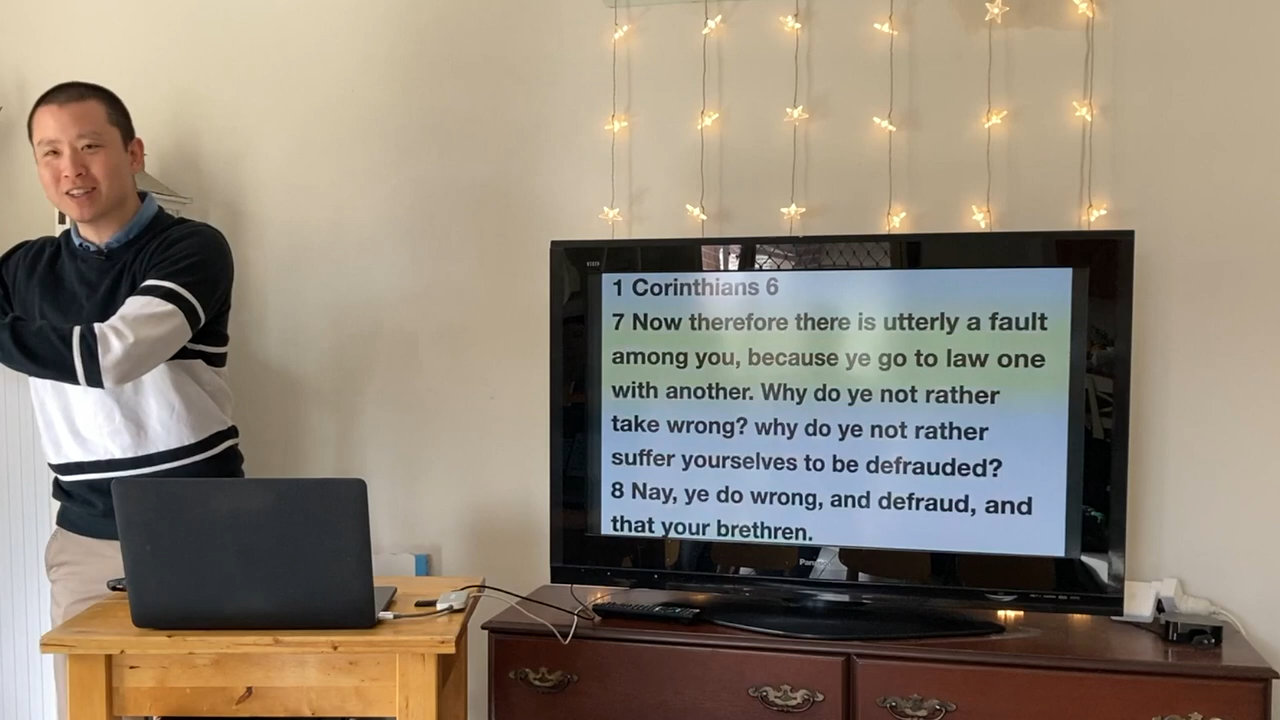 1 Corinthians 6
7 Now therefore there is utterly a fault
among you, because ye go to law one
with another. Why do ye not rather
take wrong? why do ye not rather
suffer yourselves to be defrauded?
8 Nay, ye do wrong, and defraud, and
that your brethren.